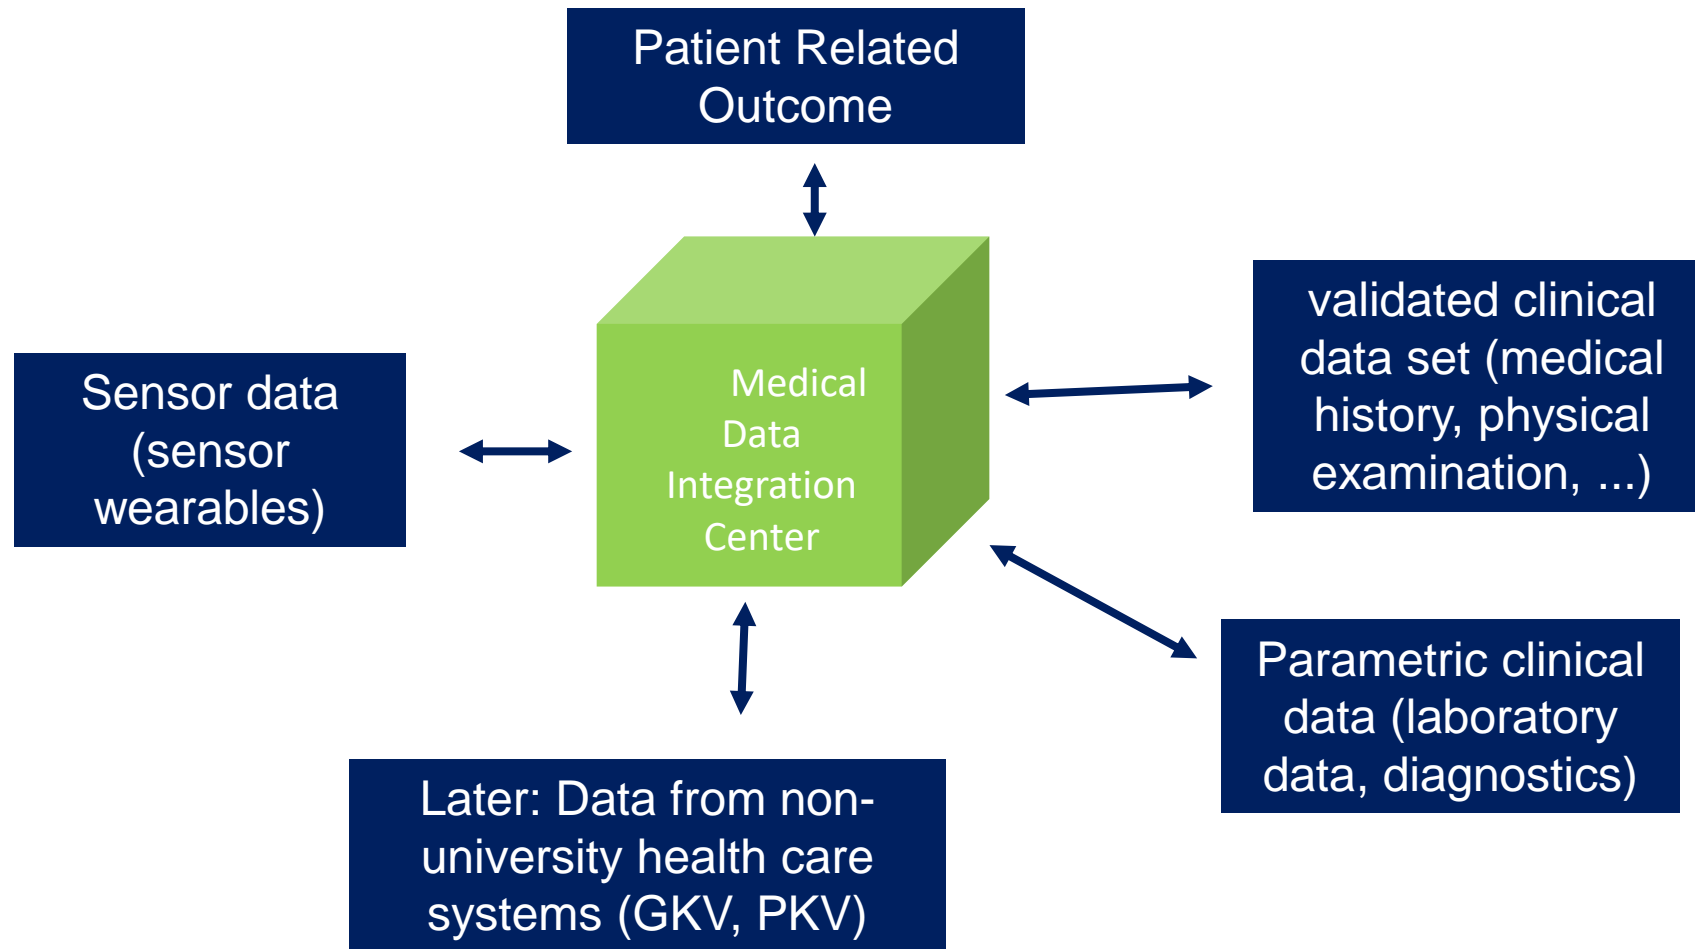 Patient Related
Outcome
validated clinical
data set (medical
history, physical
examination, ...)
Sensor data
(sensor
wearables)
Medical
Data
Integration
Center
Parametric clinical
data (laboratory
data, diagnostics)
Later: Data from non-
university health care
systems (GKV, PKV)